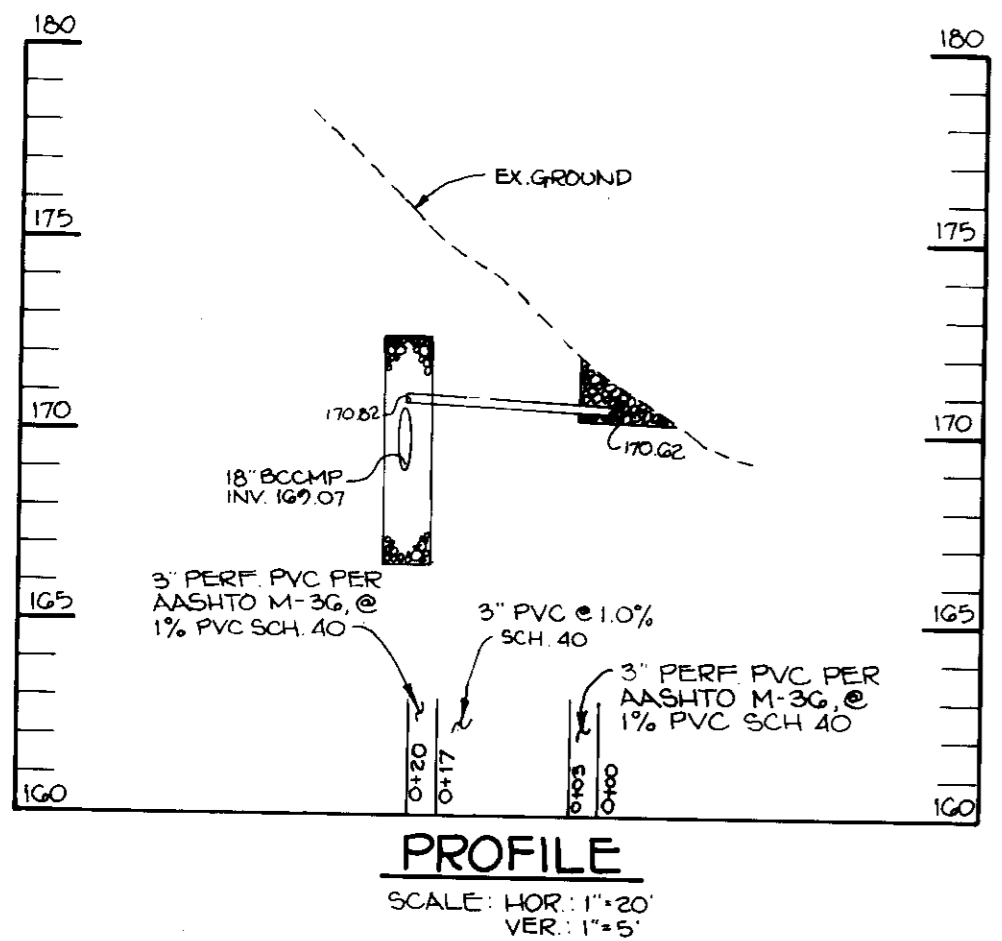 180
180
EX.GROUND
175
175
170
170
170.82
170.62
18" BCCMP
INV. 169.07
3" PERF. PVC PER
AASHTO M-36, @
1% PVC SCH. 40
3" PVC @ 1.0%
SCH. 40
165
165
3" PERF. PVC PER
AASHTO M-36, @
1% PVC SCH 40
0+20
0+17
0+03
0+00
160
160
PROFILE
SCALE: HOR.: 1"=20'
VER.: 1"=5'